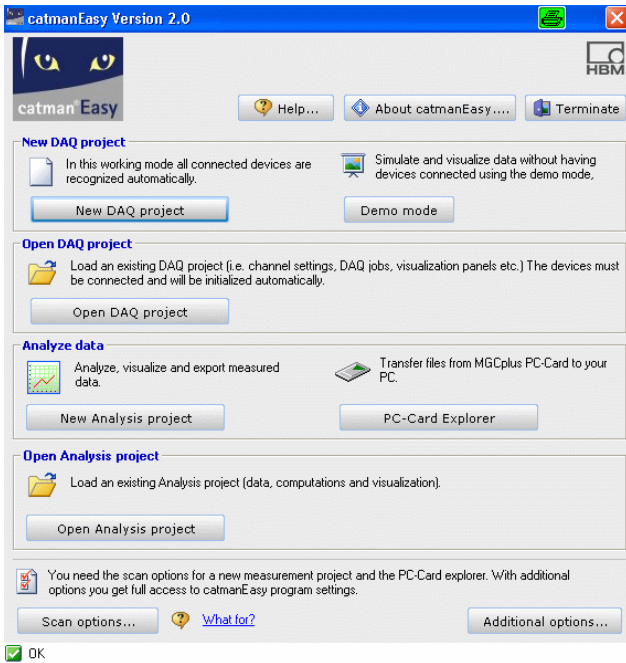 catmanEasy Version 2.0
HBM
catman®Easy
Help...
About catmanEasy....
Terminate
New DAQ project
In this working mode all connected devices are
recognized automatically.
Simulate and visualize data without having
devices connected using the demo mode,
New DAQ project
Demo mode
Open DAQ project
Load an existing DAQ project (i.e. channel settings, DAQ jobs, visualization panels etc.) The devices must
be connected and will be initialized automatically.
Open DAQ project
Analyze data
Analyze, visualize and export measured
data.
Transfer files from MGCplus PC-Card to your
PC.
New Analysis project
PC-Card Explorer
Open Analysis project
Load an existing Analysis project (data, computations and visualization).
Open Analysis project
You need the scan options for a new measurement project and the PC-Card explorer. With additional
options you get full access to catmanEasy program settings.
Scan options...
What for?
Additional options...
OK